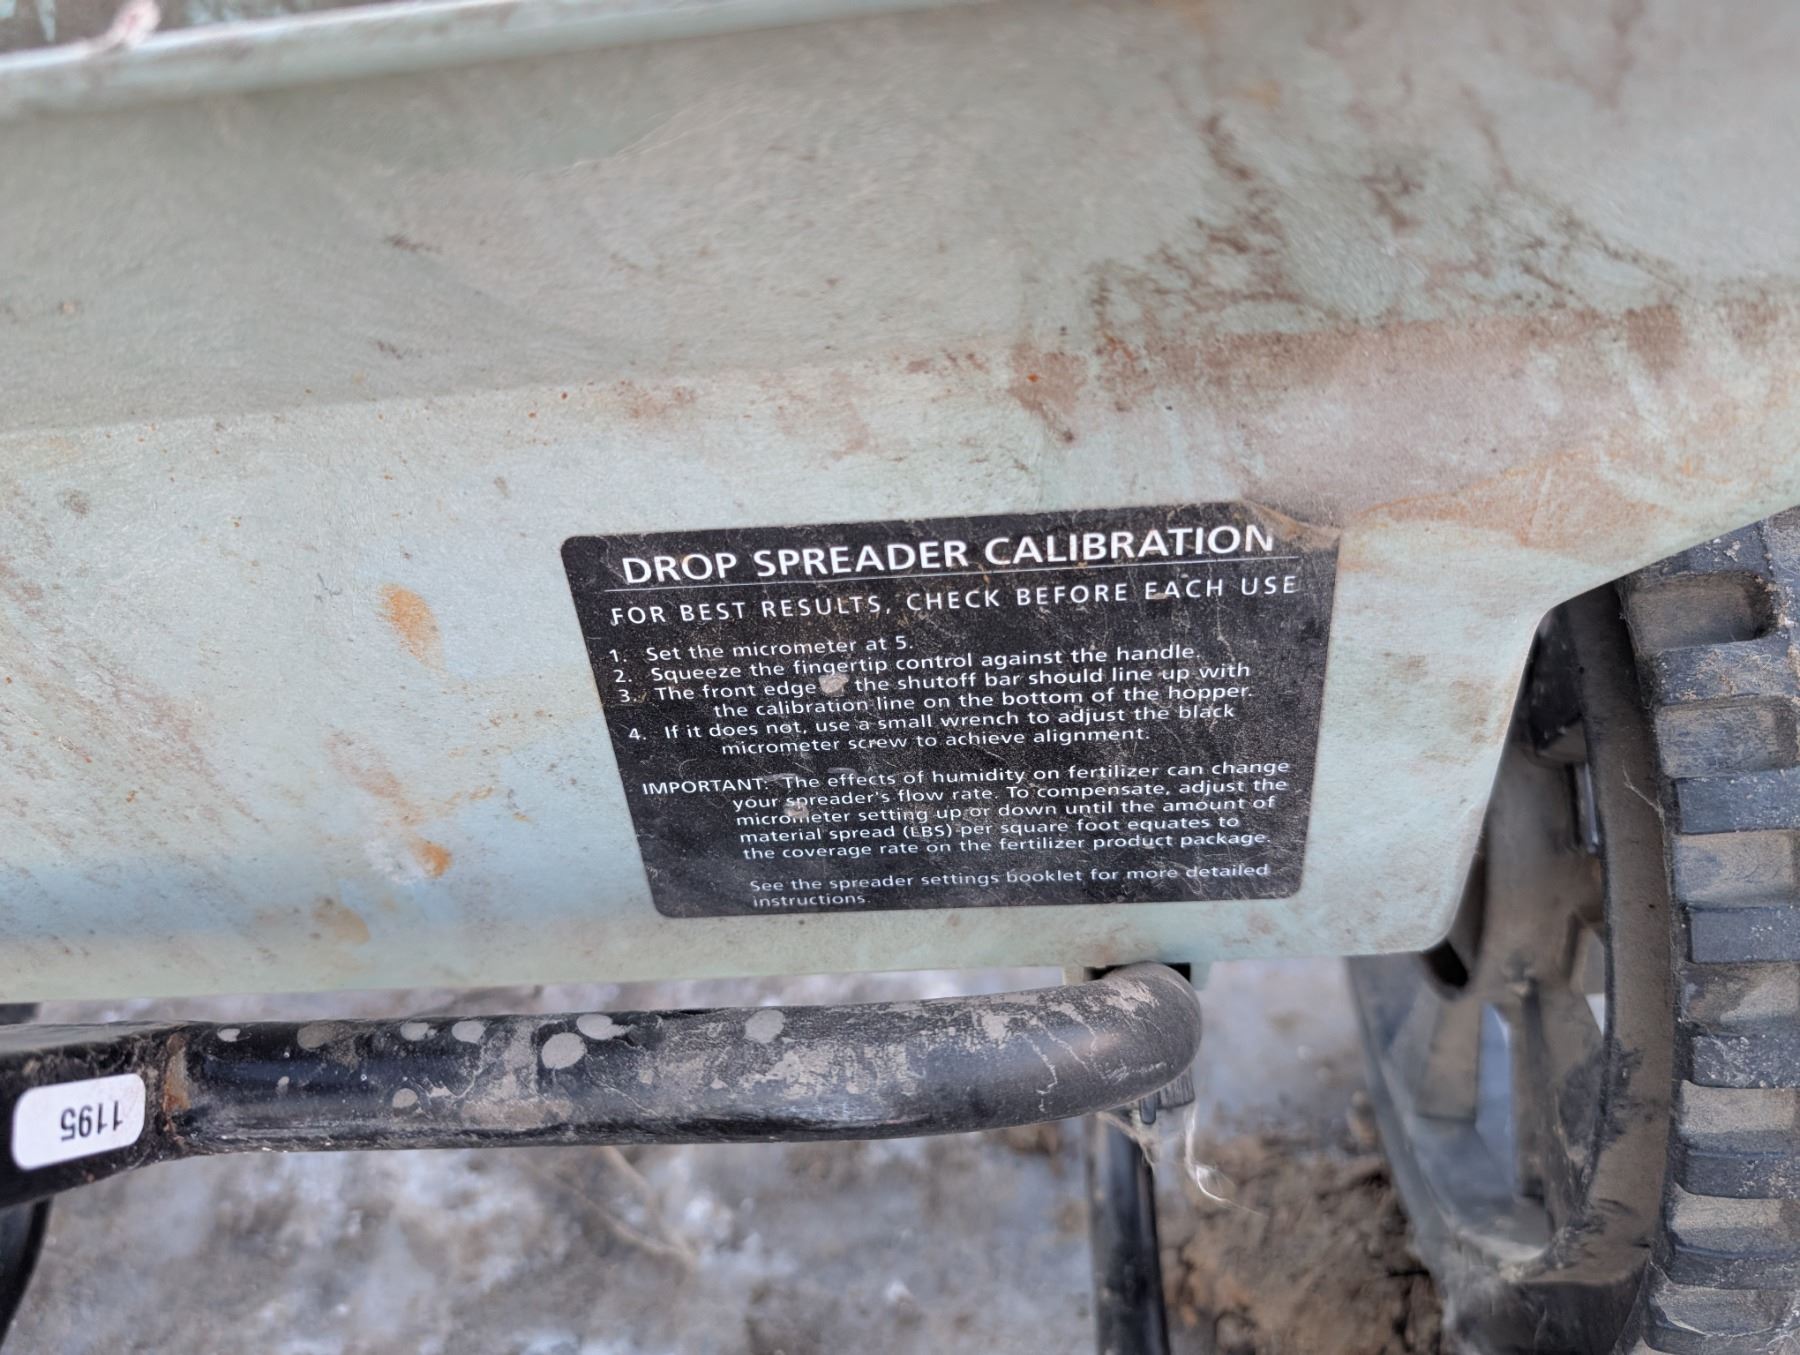 DROP SPREADER CALIBRATION
FOR BEST RESULTS, CHECK BEFORE EACH USE
1. Set the micrometer at 5.
2. Squeeze the fingertip control against the handle.
3. The front edge the shutoff bar should line up with
the calibration line on the bottom of the hopper.
4. If it does not, use a small wrench to adjust the black
micrometer screw to achieve alignment.
IMPORTANT: The effects of humidity on fertilizer can change
your spreader's flow rate. To compensate, adjust the
micrometer setting up or down until the amount of
material spread (LBS) per square foot equates to
the coverage rate on the fertilizer product package.
See the spreader settings booklet for more detailed
instructions.
1195